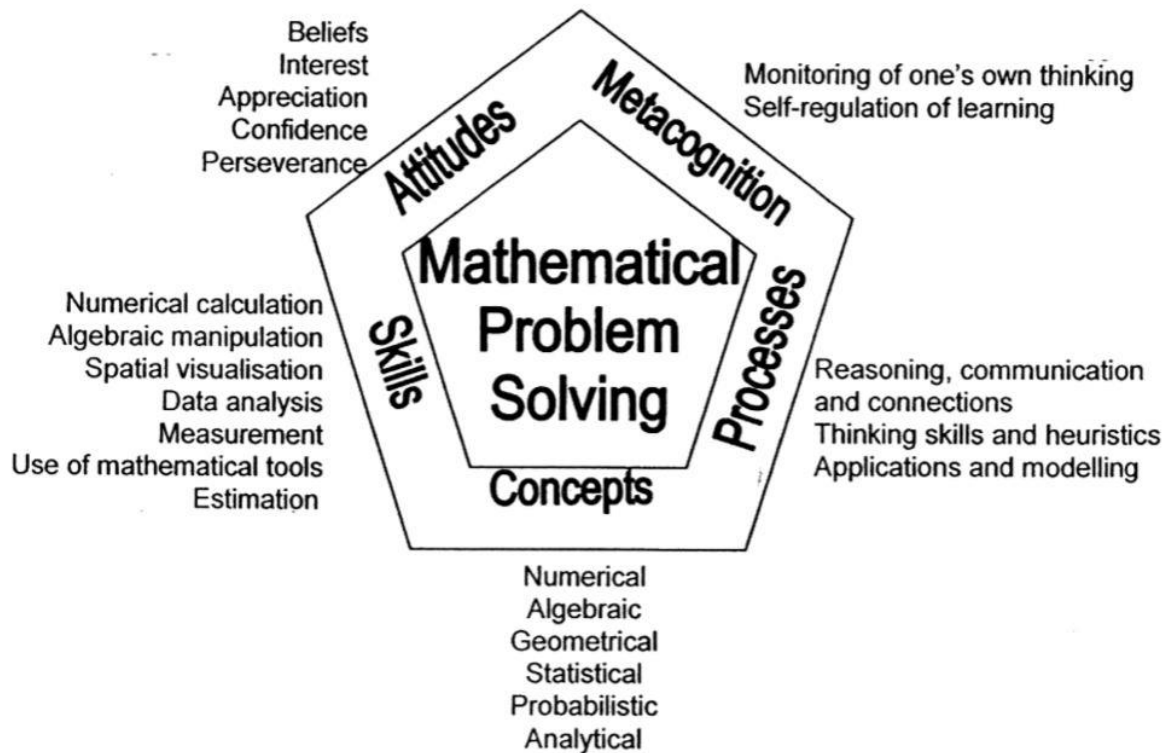 Beliefs
Interest
Appreciation
Confidence
Perseverance
Attitudes
Metacognition
Monitoring of one's own thinking
Self-regulation of learning
Mathematical
Problem
Solving
Numerical calculation
Algebraic manipulation
Spatial visualisation
Data analysis
Measurement
Use of mathematical tools
Estimation
Skills
Processes
Reasoning, communication
and connections
Thinking skills and heuristics
Applications and modelling
Concepts
Numerical
Algebraic
Geometrical
Statistical
Probabilistic
Analytical